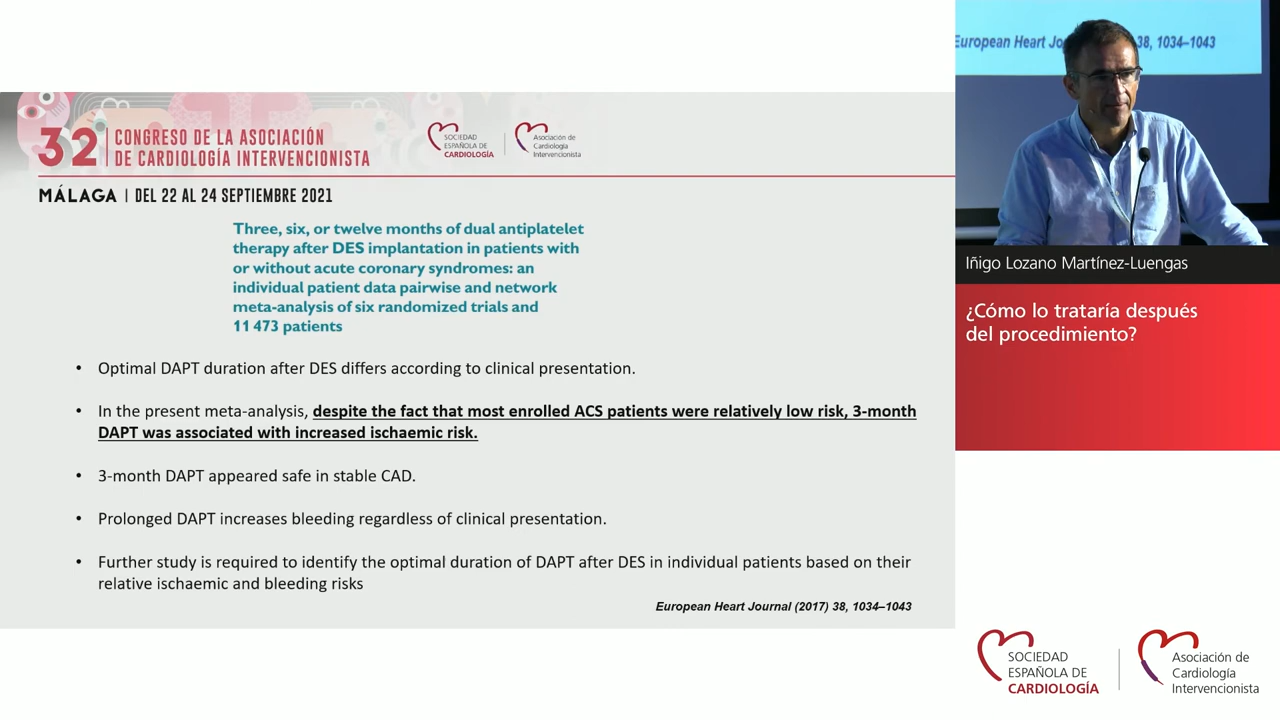 32 CONGRESO DE LA ASOCIACIÓN
DE CARDIOLOGÍA INTERVENCIONISTA
SOCIEDAD
ESPAÑOLA DE
CARDIOLOGÍA
Asociación de
Cardiología
Intervencionista
MÁLAGA | DEL 22 AL 24 SEPTIEMBRE 2021
Three, six, or twelve months of dual antiplatelet
therapy after DES implantation in patients with
or without acute coronary syndromes: an
individual patient data pairwise and network
meta-analysis of six randomized trials and
11 473 patients
• Optimal DAPT duration after DES differs according to clinical presentation.
• In the present meta-analysis, despite the fact that most enrolled ACS patients were relatively low risk, 3-month
DAPT was associated with increased ischaemic risk.
• 3-month DAPT appeared safe in stable CAD.
• Prolonged DAPT increases bleeding regardless of clinical presentation.
• Further study is required to identify the optimal duration of DAPT after DES in individual patients based on their
relative ischaemic and bleeding risks
European Heart Journal (2017) 38, 1034–1043
European Heart 38, 1034–1043
Iñigo Lozano Martínez-Luengas
¿Cómo lo trataría después
del procedimiento?
SOCIEDAD
ESPAÑOLA DE
CARDIOLOGÍA
Asociación de
Cardiología
Intervencionista